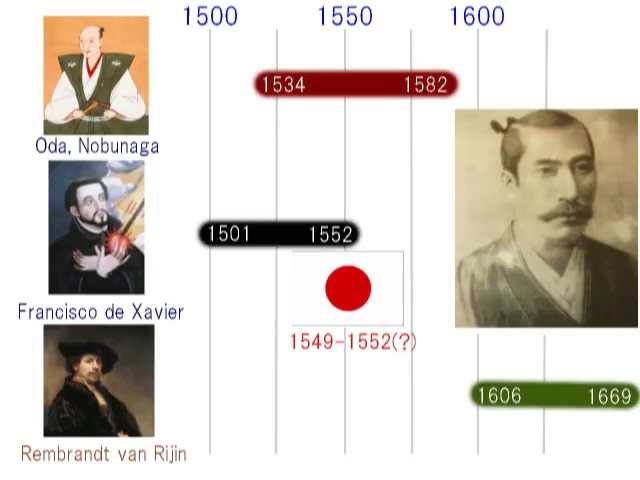 1500 1550 1600
1534 1582
Oda, Nobunaga
1501 1552
Francisco de Xavier
1549-1552(?)
1606 1669
Rembrandt van Rijin